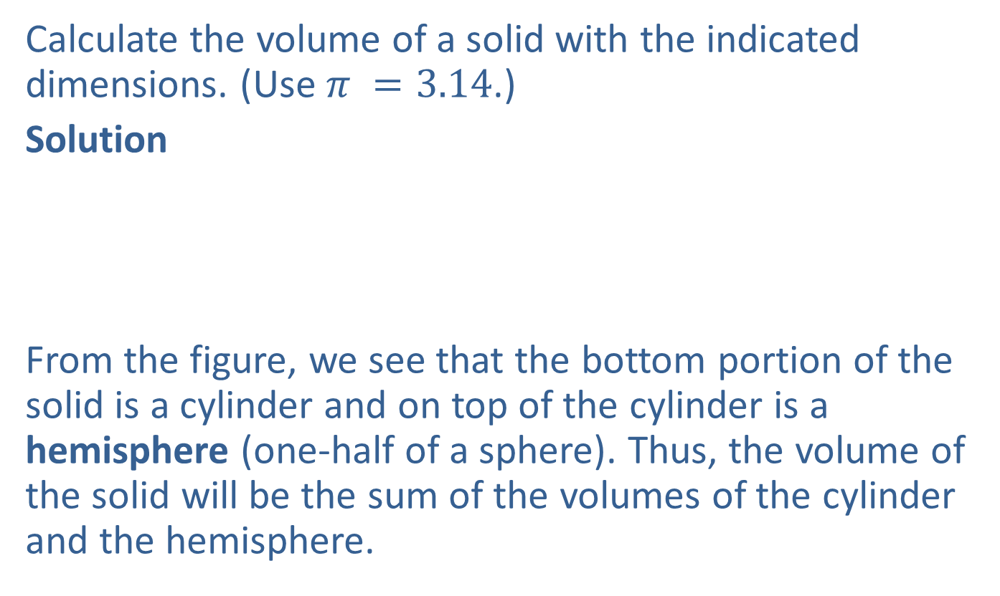 Calculate the volume of a solid with the indicated
dimensions. (Use π = 3.14.)
Solution
From the figure, we see that the bottom portion of the
solid is a cylinder and on top of the cylinder is a
hemisphere (one-half of a sphere). Thus, the volume of
the solid will be the sum of the volumes of the cylinder
and the hemisphere.